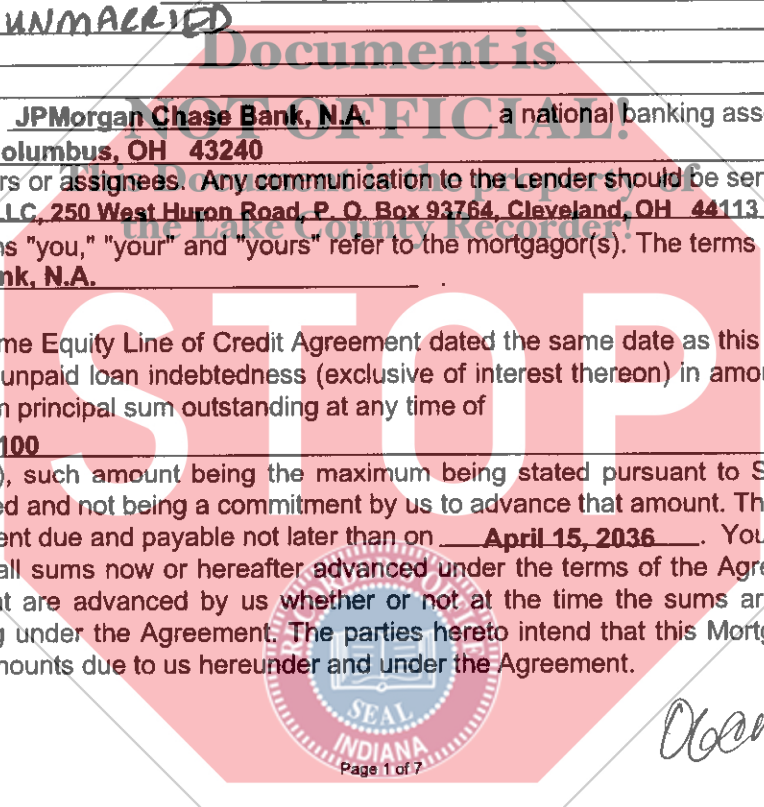 UNMARRIED
Document is
NOT OFFICIAL!
JPMorgan Chase Bank, N.A. a national banking asso
olumbus, OH 43240
This Document is the property of
rs or assignees. Any communication to the Lender should be ser
LLC, 250 West Huron Road, P. O. Box 93764, Cleveland, OH 44113
the Lake County Recorder!
ns "you," "your" and "yours" refer to the mortgagor(s). The terms
nk, N.A. .
STOP
me Equity Line of Credit Agreement dated the same date as this
unpaid loan indebtedness (exclusive of interest thereon) in amou
n principal sum outstanding at any time of
100
), such amount being the maximum being stated pursuant to S
ed and not being a commitment by us to advance that amount. Th
ent due and payable not later than on April 15, 2036 . You
all sums now or hereafter advanced under the terms of the Agre
at are advanced by us whether or not at the time the sums ar
g under the Agreement. The parties hereto intend that this Mortg
mounts due to us hereunder and under the Agreement.
RECORDER'S OFFICE
SEAL
INDIANA
Page 1 of 7